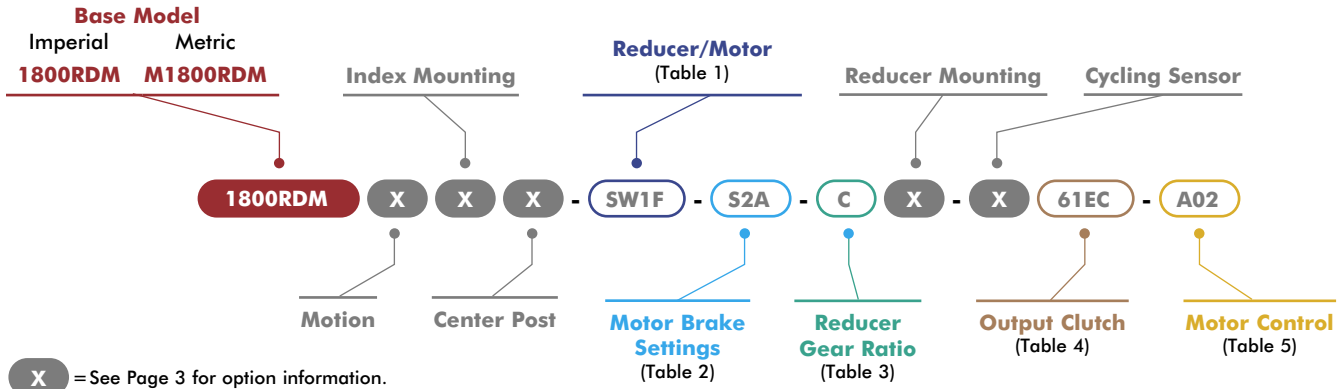 Base Model
Imperial Metric
1800RDM M1800RDM
Index Mounting
Reducer/Motor
(Table 1)
Reducer Mounting
Cycling Sensor
1800RDM X X X - SW1F - S2A - C X - X 61EC - A02
Motion
Center Post
Motor Brake
Settings
(Table 2)
Reducer
Gear Ratio
(Table 3)
Output Clutch
(Table 4)
Motor Control
(Table 5)
X = See Page 3 for option information.